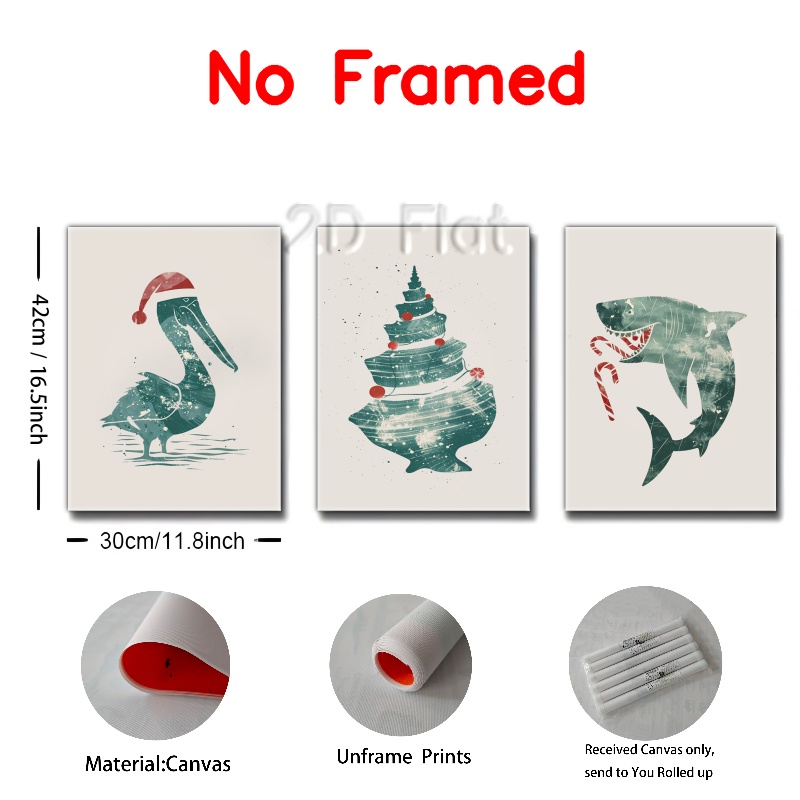 No Framed
2.D Flat.
42cm / 16.5inch
30cm/11.8inch
Material:Canvas
Unframe Prints
Received Canvas only,
send to You Rolled up